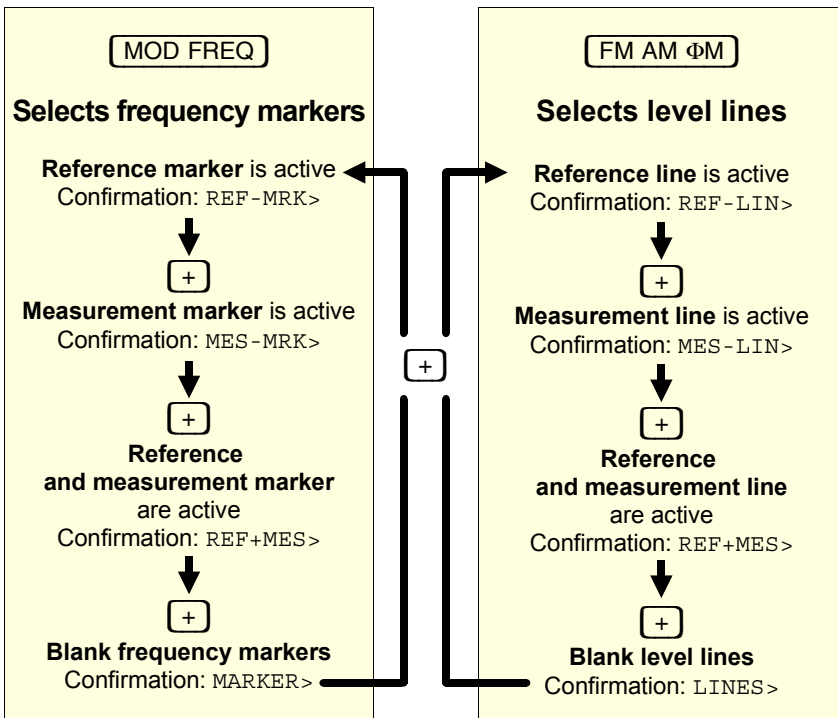 MOD FREQ
Selects frequency markers
Reference marker is active
Confirmation: REF-MRK>
+
Measurement marker is active
Confirmation: MES-MRK>
+
Reference
and measurement marker
are active
Confirmation: REF+MES>
+
Blank frequency markers
Confirmation: MARKER>
+
FM AM ΦM
Selects level lines
Reference line is active
Confirmation: REF-LIN>
+
Measurement line is active
Confirmation: MES-LIN>
+
Reference
and measurement line
are active
Confirmation: REF+MES>
+
Blank level lines
Confirmation: LINES>